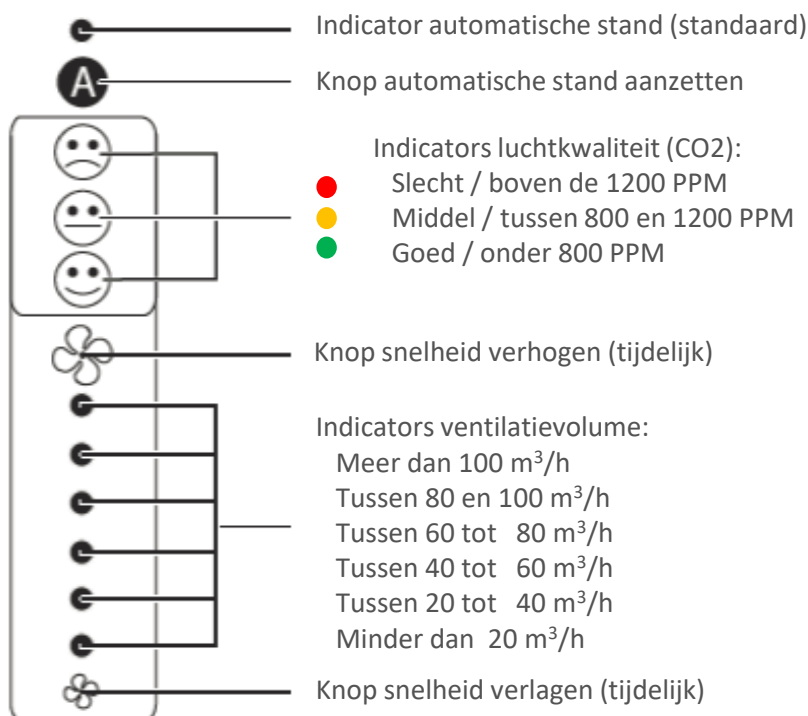 Indicator automatische stand (standaard)
A
Knop automatische stand aanzetten
Indicators luchtkwaliteit (CO2):
Slecht / boven de 1200 PPM
Middel / tussen 800 en 1200 PPM
Goed / onder 800 PPM
Knop snelheid verhogen (tijdelijk)
Indicators ventilatievolume:
Meer dan 100 m³/h
Tussen 80 en 100 m³/h
Tussen 60 tot 80 m³/h
Tussen 40 tot 60 m³/h
Tussen 20 tot 40 m³/h
Minder dan 20 m³/h
Knop snelheid verlagen (tijdelijk)